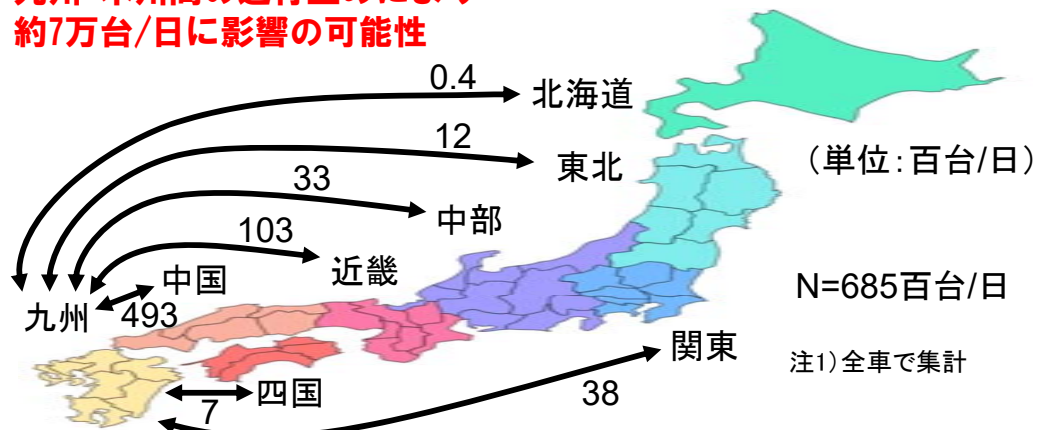 約7万台/日に影響の可能性
0.4
北海道
12
東北
(単位:百台/日)
33
中部
103
近畿
中国
N=685百台/日
九州
493
関東
注1)全車で集計
四国
7
38